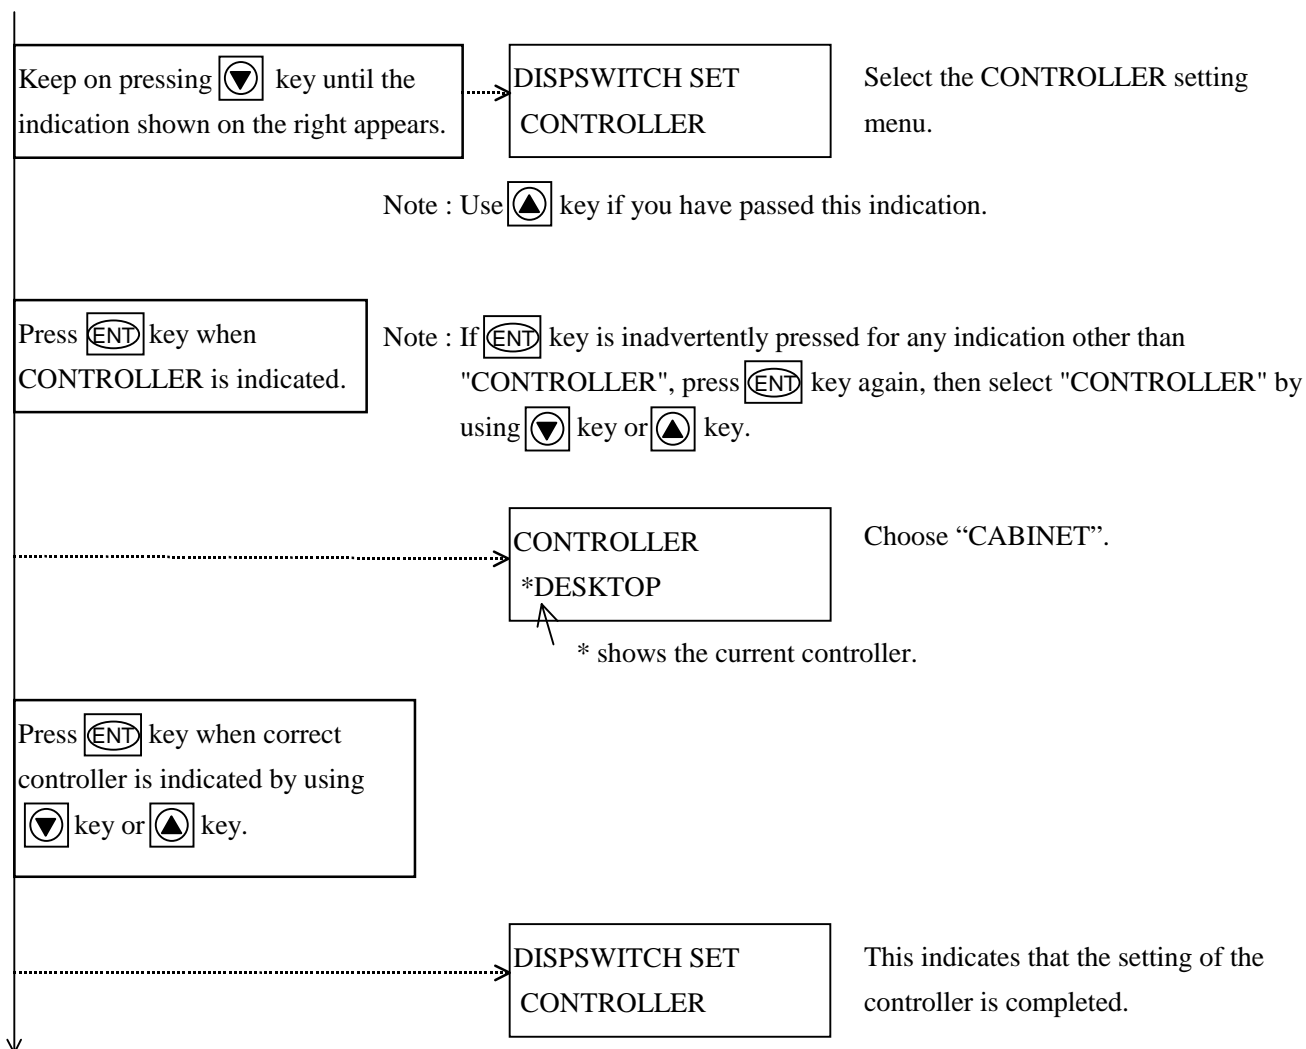 Keep on pressing ▼ key until the
indication shown on the right appears.
DISPSWITCH SET
CONTROLLER
Select the CONTROLLER setting
menu.
Note : Use ▲ key if you have passed this indication.
Press ENT key when
CONTROLLER is indicated.
Note : If ENT key is inadvertently pressed for any indication other than
"CONTROLLER", press ENT key again, then select "CONTROLLER" by
using ▼ key or ▲ key.
CONTROLLER
*DESKTOP
Choose “CABINET”.
* shows the current controller.
Press ENT key when correct
controller is indicated by using
▼ key or ▲ key.
DISPSWITCH SET
CONTROLLER
This indicates that the setting of the
controller is completed.